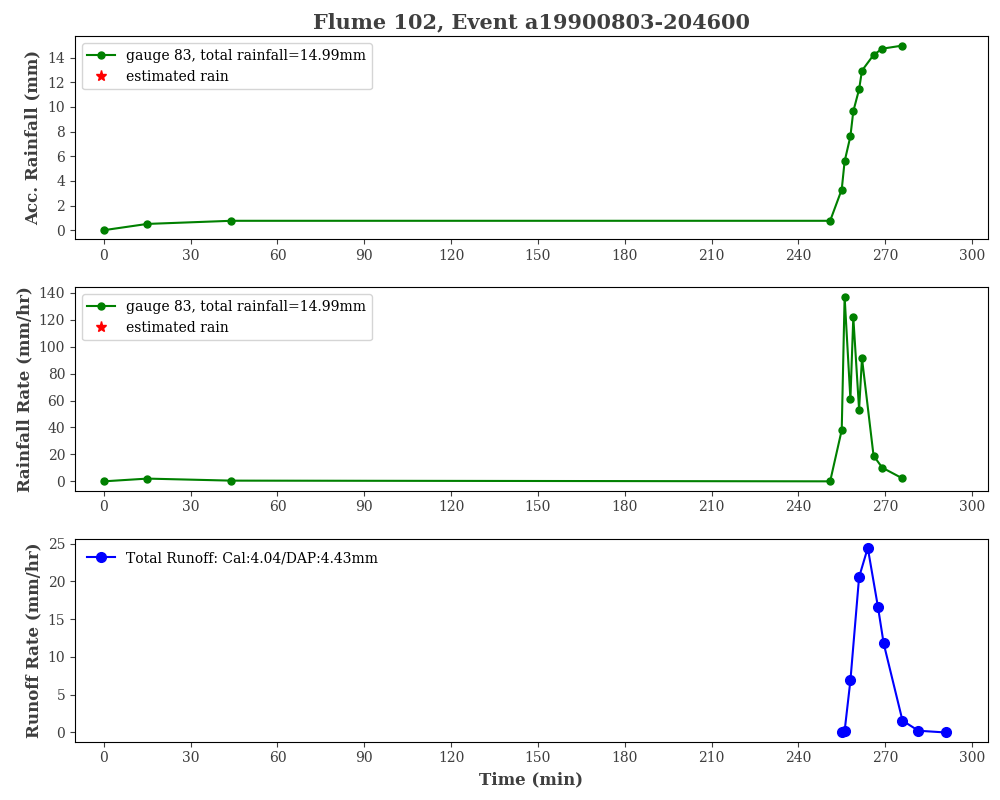 Flume 102, Event a19900803-204600
Acc. Rainfall (mm)
14
12
10
8
6
4
2
0
gauge 83, total rainfall=14.99mm
estimated rain
0 30 60 90 120 150 180 210 240 270 300
Rainfall Rate (mm/hr)
140
120
100
80
60
40
20
0
gauge 83, total rainfall=14.99mm
estimated rain
0 30 60 90 120 150 180 210 240 270 300
Runoff Rate (mm/hr)
25
20
15
10
5
0
Total Runoff: Cal:4.04/DAP:4.43mm
0 30 60 90 120 150 180 210 240 270 300
Time (min)